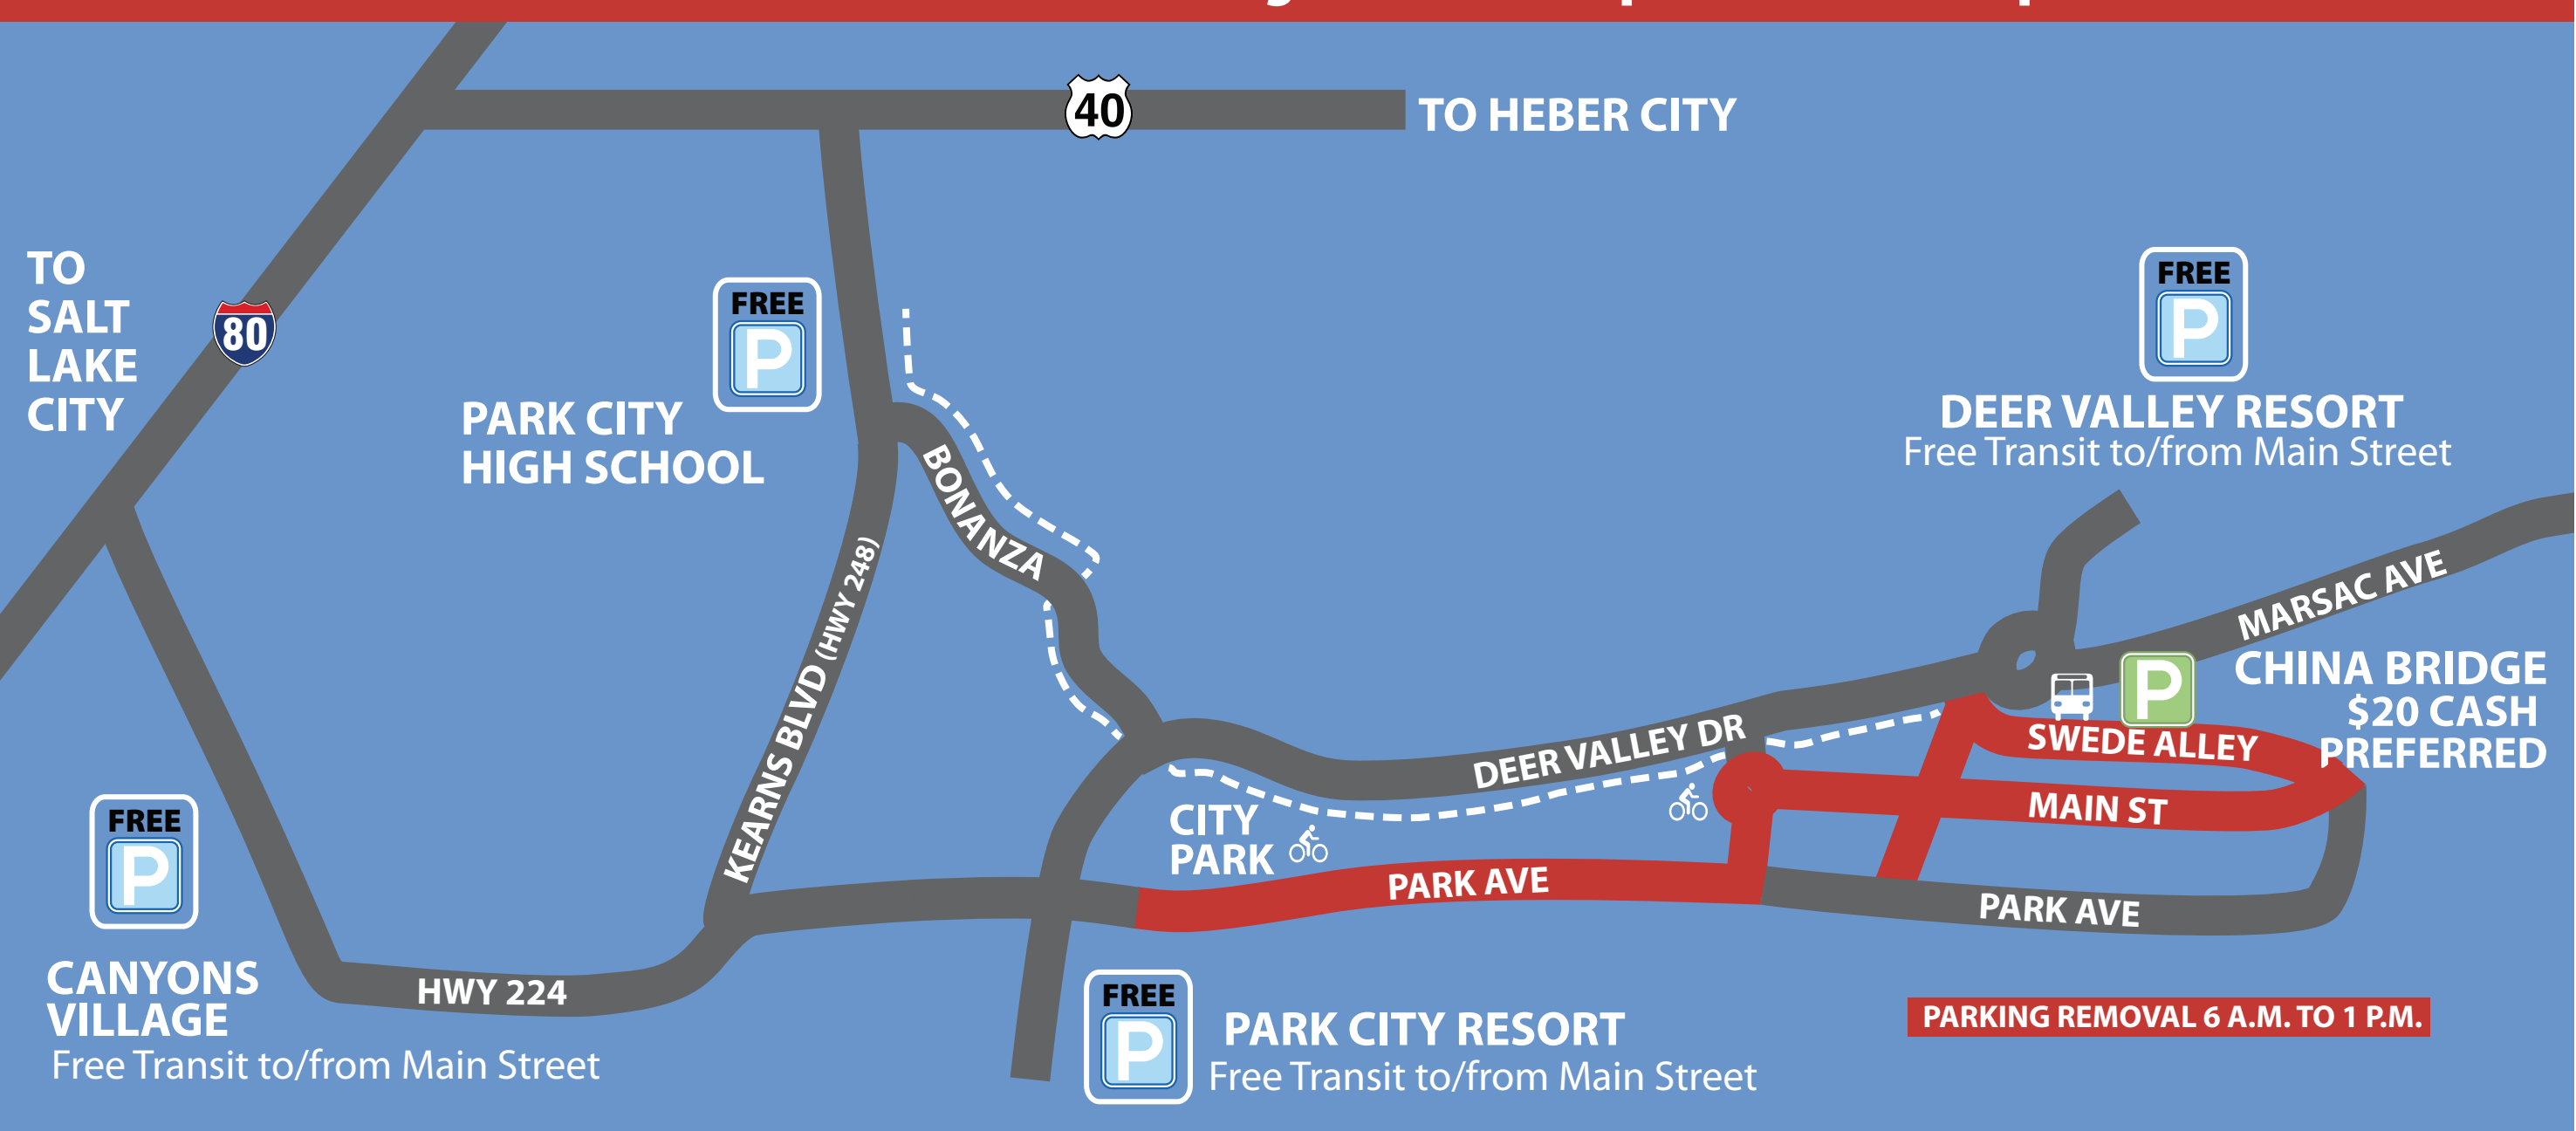 40
TO HEBER CITY
TO
SALT
LAKE
CITY
80
FREE
P
PARK CITY
HIGH SCHOOL
FREE
P
DEER VALLEY RESORT
Free Transit to/from Main Street
BONANZA
KEARNS BLVD (HWY 248)
MARSAC AVE
P
CHINA BRIDGE
$20 CASH
PREFERRED
SWEDE ALLEY
DEER VALLEY DR
MAIN ST
CITY
PARK
PARK AVE
PARK AVE
FREE
P
CANYONS
VILLAGE
Free Transit to/from Main Street
HWY 224
FREE
P
PARK CITY RESORT
Free Transit to/from Main Street
PARKING REMOVAL 6 A.M. TO 1 P.M.